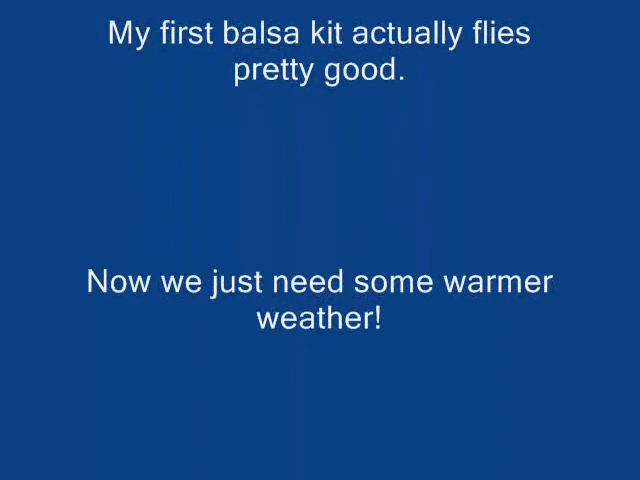 My first balsa kit actually flies
pretty good.
Now we just need some warmer
weather!